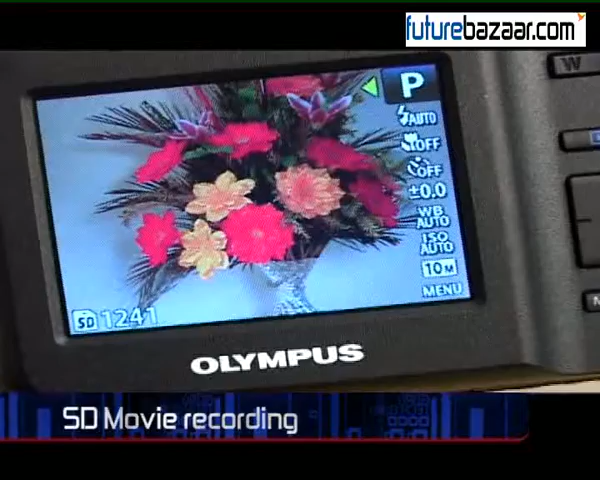 futurebazaar.com
P
W
AUTO
OFF
OFF
±0.0
WB
AUTO
ISO
AUTO
10M
MENU
SD 1241
OLYMPUS
SD Movie recording